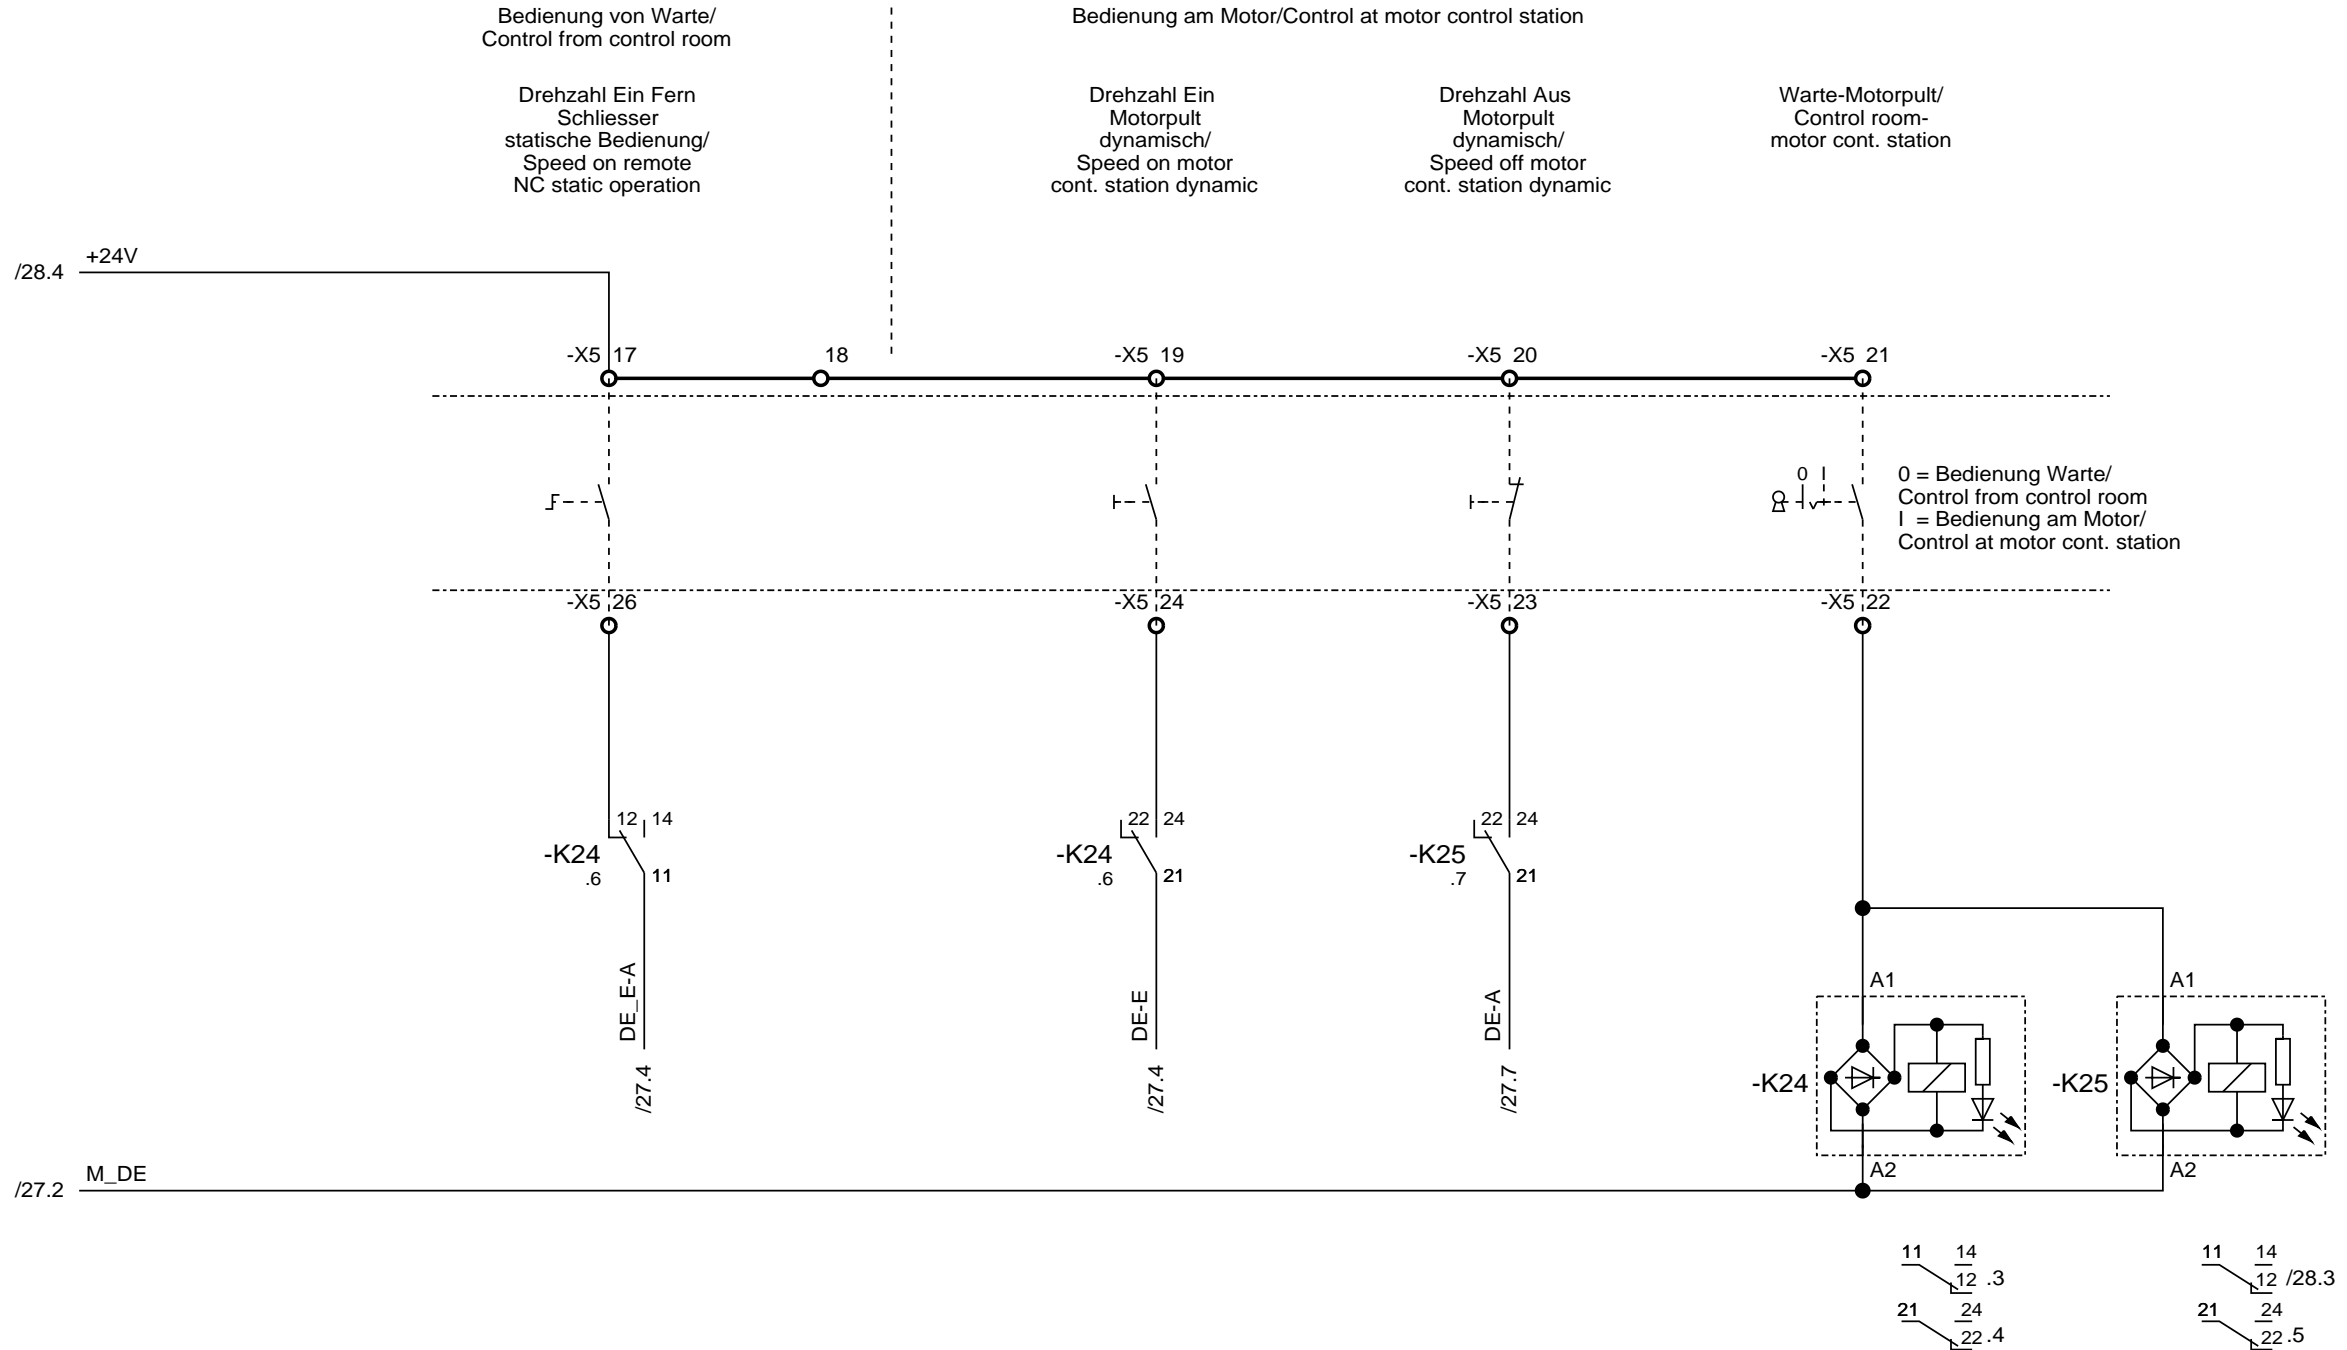 Bedienung von Warte/
Control from control room
Bedienung am Motor/Control at motor control station
Drehzahl Ein Fern
Schliesser
statische Bedienung/
Speed on remote
NC static operation
Drehzahl Ein
Motorpult
dynamisch/
Speed on motor
cont. station dynamic
Drehzahl Aus
Motorpult
dynamisch/
Speed off motor
cont. station dynamic
Warte-Motorpult/
Control room-
motor cont. station
/28.4 +24V
-X5 17
18
-X5 19
-X5 20
-X5 21
0 I
0 = Bedienung Warte/
Control from control room
I = Bedienung am Motor/
Control at motor cont. station
-X5 26
-X5 24
-X5 23
-X5 22
12 14
-K24
.6
11
22 24
-K24
.6
21
22 24
-K25
.7
21
DE_E-A
/27.4
DE-E
/27.4
DE-A
/27.7
A1
-K24
A2
A1
-K25
A2
/27.2 M_DE
11 14
12 .3
21 24
22 .4
11 14
12 /28.3
21 24
22 .5